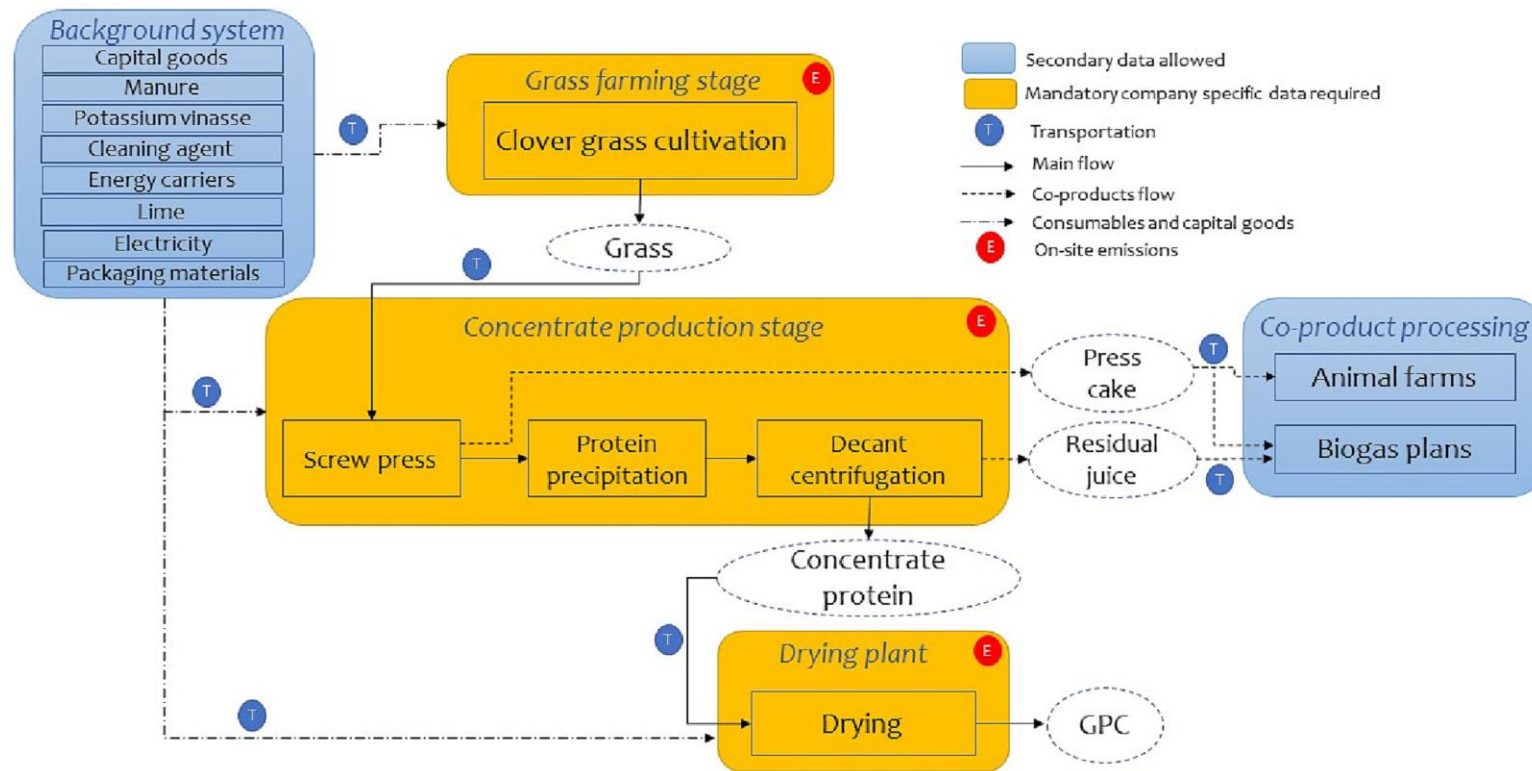 Background system
Capital goods
Manure
Potassium vinasse
Cleaning agent
Energy carriers
Lime
Electricity
Packaging materials
T
Grass farming stage
E
Clover grass cultivation
Secondary data allowed
Mandatory company specific data required
T
Transportation
Main flow
Co-products flow
Consumables and capital goods
E
On-site emissions
Grass
T
Concentrate production stage
E
T
Screw press
Protein
precipitation
Decant
centrifugation
Press
cake
Residual
juice
T
T
Co-product processing
Animal farms
Biogas plans
Concentrate
protein
T
T
Drying plant
E
Drying
GPC